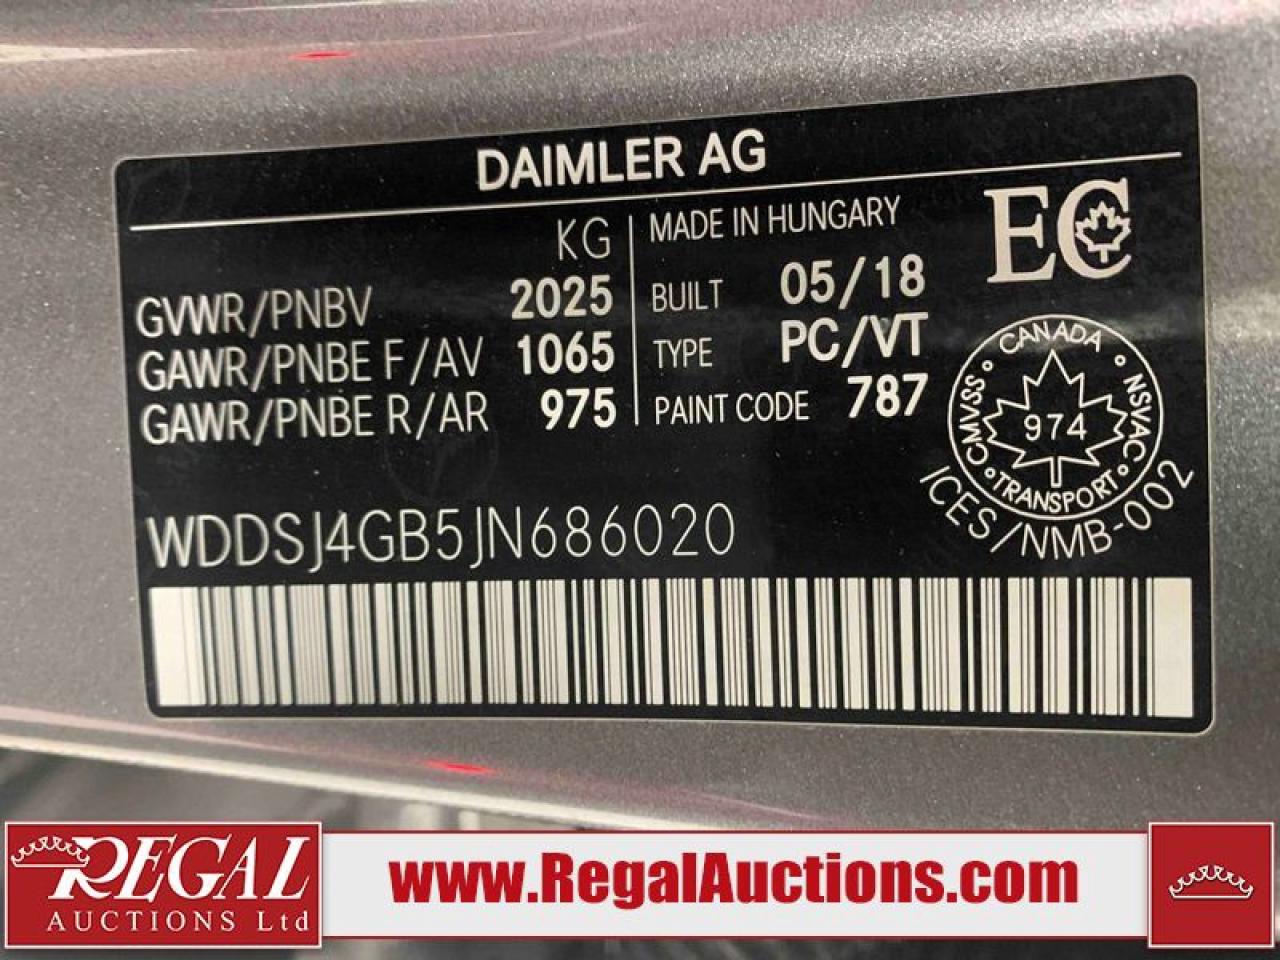 DAIMLER AG
KG
GVWR/PNBV 2025
GAWR/PNBE F/AV 1065
GAWR/PNBE R/AR 975
MADE IN HUNGARY
BUILT 05/18
TYPE PC/VT
PAINT CODE 787
EC
CANADA
CMVSS 974 NSVAC
TRANSPORT
ICES/NMB-002
WDDSJ4GB5JN686020
REGAL
AUCTIONS Ltd
www.RegalAuctions.com